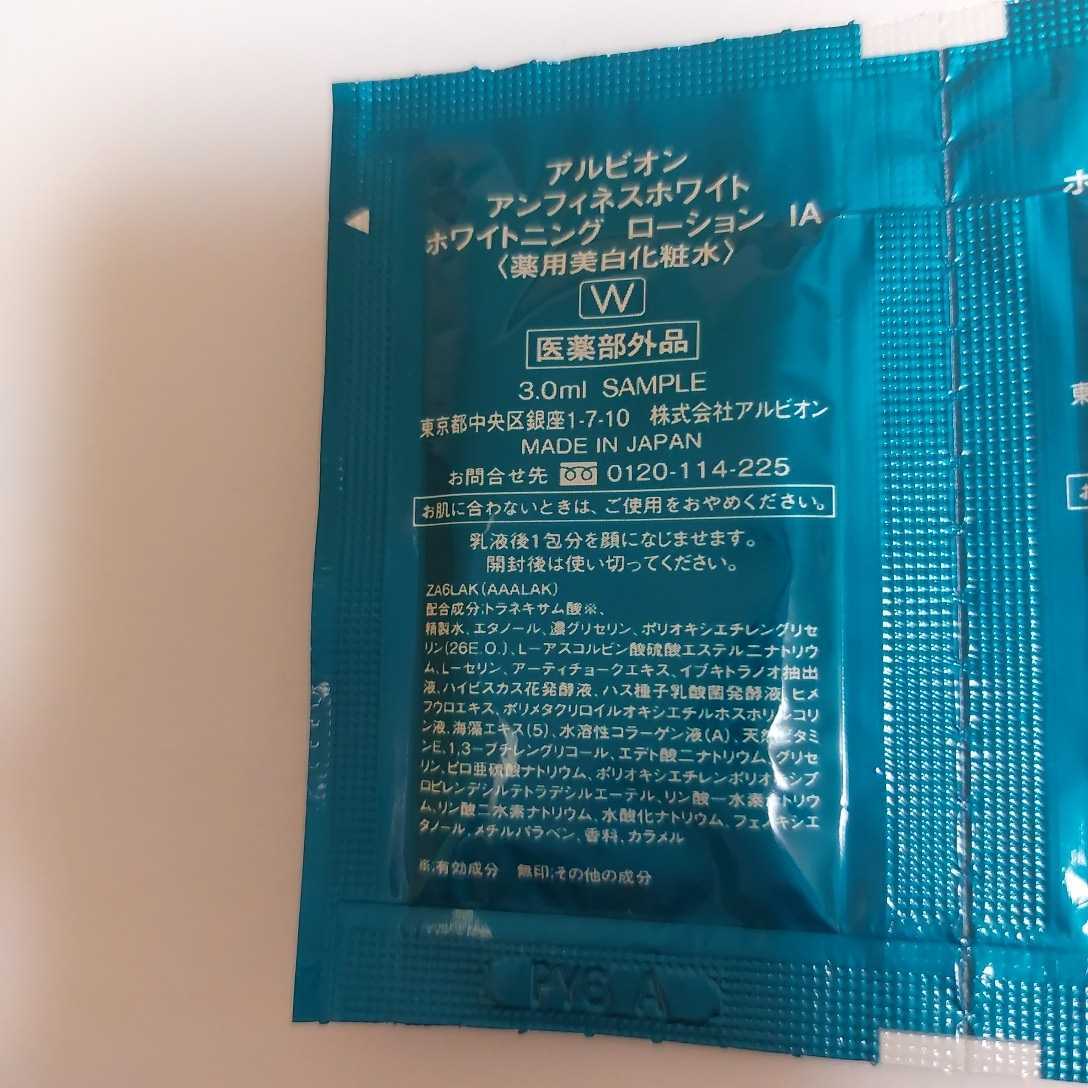 アルビオン
アンフィネスホワイト
ホワイトニング ローション IA
〈薬用美白化粧水〉
W
医薬部外品
3.0ml SAMPLE
東京都中央区銀座1-7-10 株式会社アルビオン
MADE IN JAPAN
お問合せ先 0120-114-225
お肌に合わないときは、ご使用をおやめください。
乳液後1包分を顔になじませます。
開封後は使い切ってください。
ZA6LAK(AAALAK)
配合成分:トラネキサム酸※、
精製水、エタノール、濃グリセリン、ポリオキシエチレングリセ
リン(26E.O.)、L-アスコルビン酸硫酸エステル二ナトリウ
ム、L-セリン、アーティチョークエキス、イブキトラノオ抽出
液、ハイビスカス花発酵液、ハス種子乳酸菌発酵液、ヒメ
フウロエキス、ポリメタクリロイルオキシエチルホスホリルコリ
ン液、海藻エキス(5)、水溶性コラーゲン液(A)、天然ビタミ
ンE、1,3-ブチレングリコール、エデト酸二ナトリウム、グリセ
リン、ピロ亜硫酸ナトリウム、ポリオキシエチレンポリオキシプ
ロピレンデシルテトラデシルエーテル、リン酸一水素ナトリウ
ム、リン酸二水素ナトリウム、水酸化ナトリウム、フェノキシエ
タノール、メチルパラベン、香料、カラメル
※:有効成分 無印:その他の成分
PY6 A
ホ
東
お